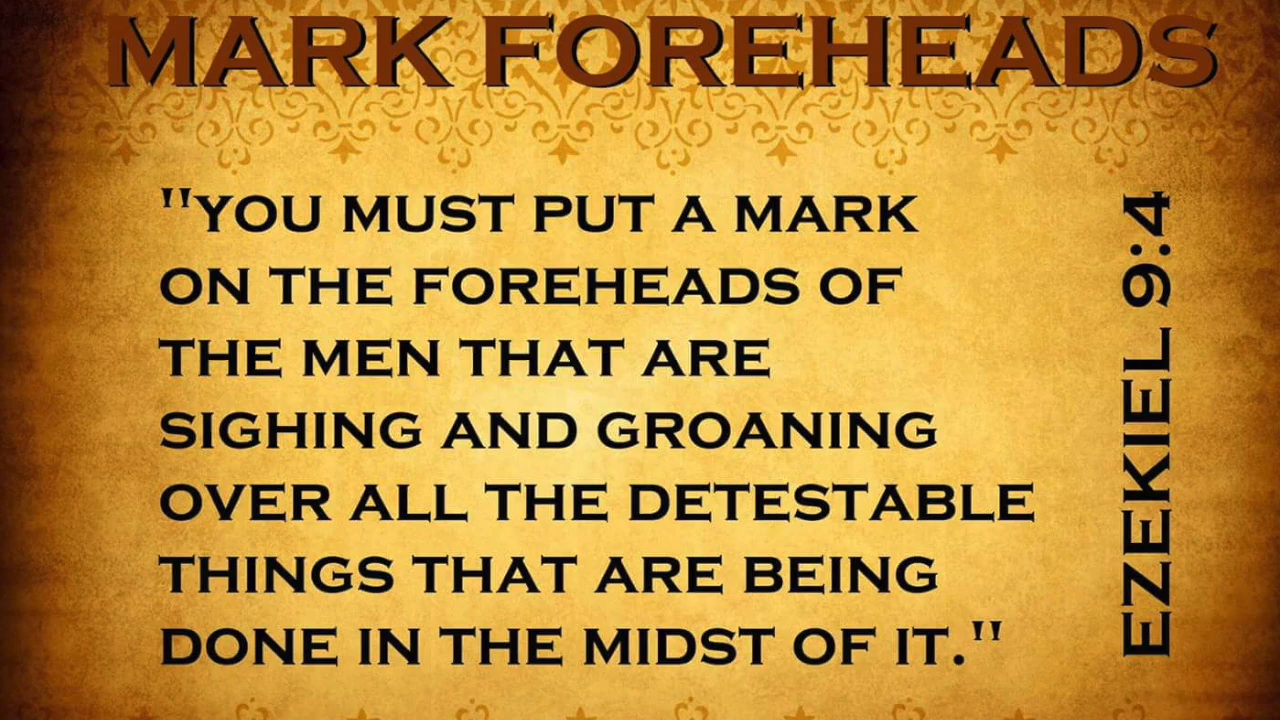 MARK FOREHEADS
"YOU MUST PUT A MARK
ON THE FOREHEADS OF
THE MEN THAT ARE
SIGHING AND GROANING
OVER ALL THE DETESTABLE
THINGS THAT ARE BEING
DONE IN THE MIDST OF IT."
EZEKIEL 9:4